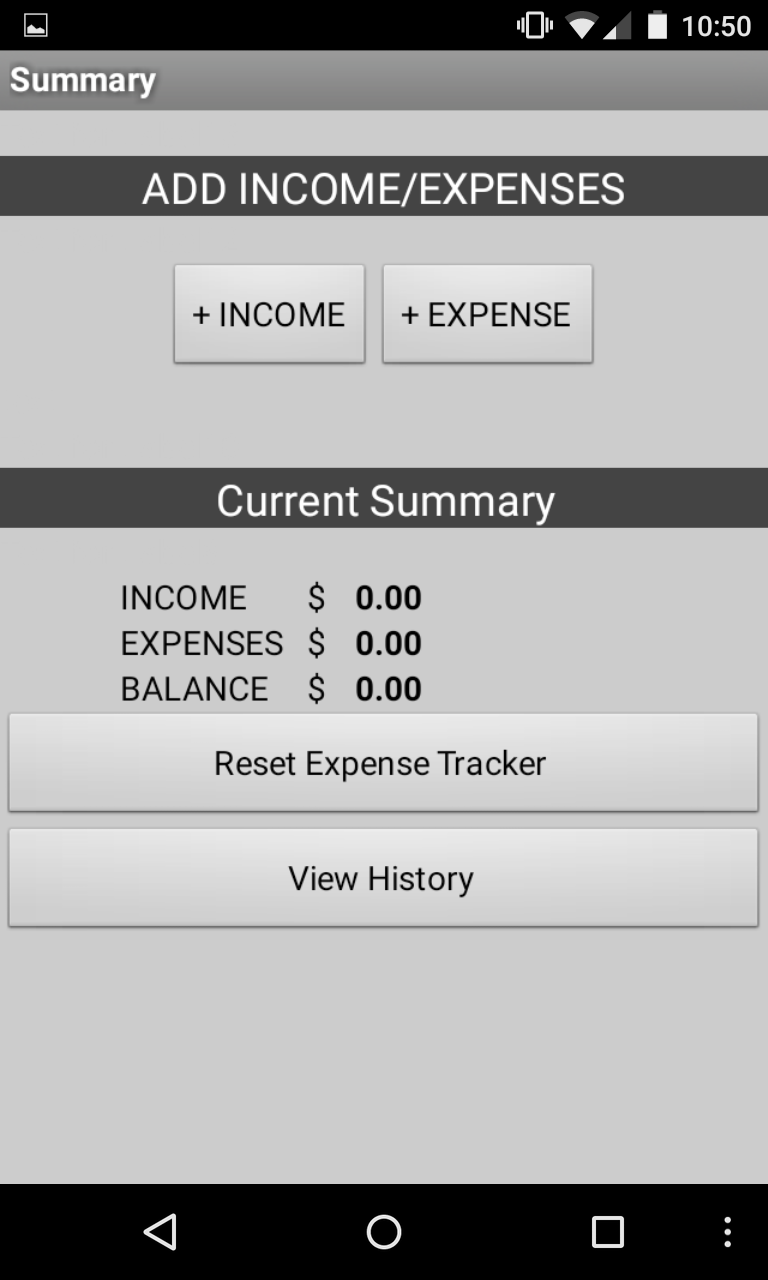 10:50
Summary
ADD INCOME/EXPENSES
+ INCOME + EXPENSE
Current Summary
INCOME $ 0.00
EXPENSES $ 0.00
BALANCE $ 0.00
Reset Expense Tracker
View History